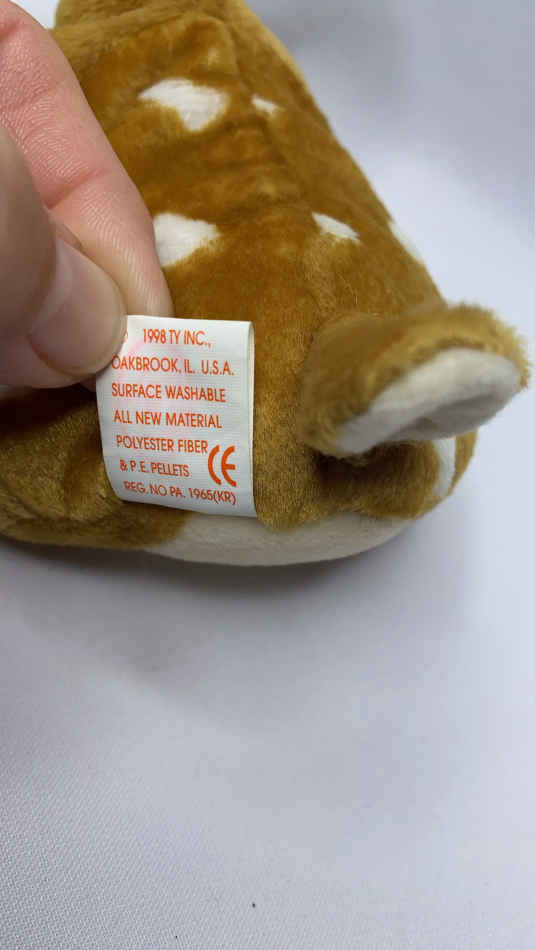 © 1998 TY INC.,
OAKBROOK, IL. U.S.A.
SURFACE WASHABLE
ALL NEW MATERIAL
POLYESTER FIBER
& P.E. PELLETS CE
REG. NO PA. 1965(KR)